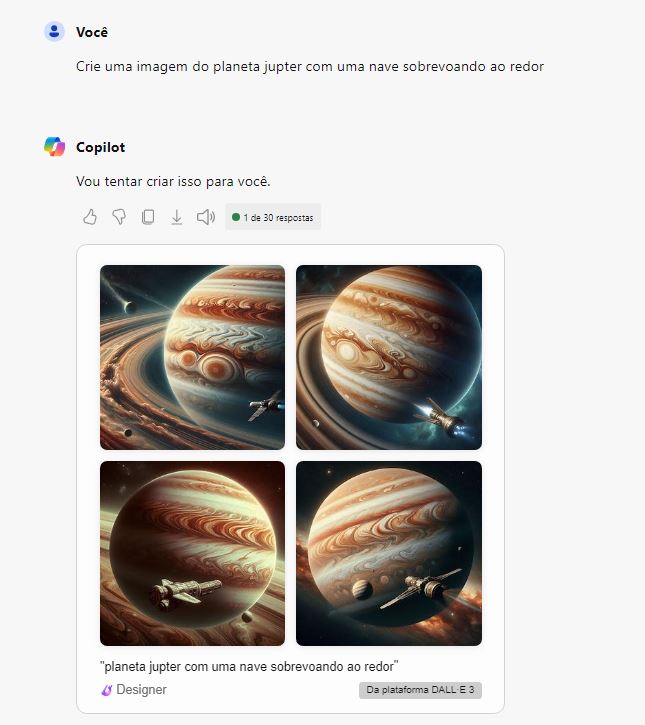 Você
Crie uma imagem do planeta jupter com uma nave sobrevoando ao redor
Copilot
Vou tentar criar isso para você.
1 de 30 respostas
"planeta jupter com uma nave sobrevoando ao redor"
Designer
Da plataforma DALL·E 3